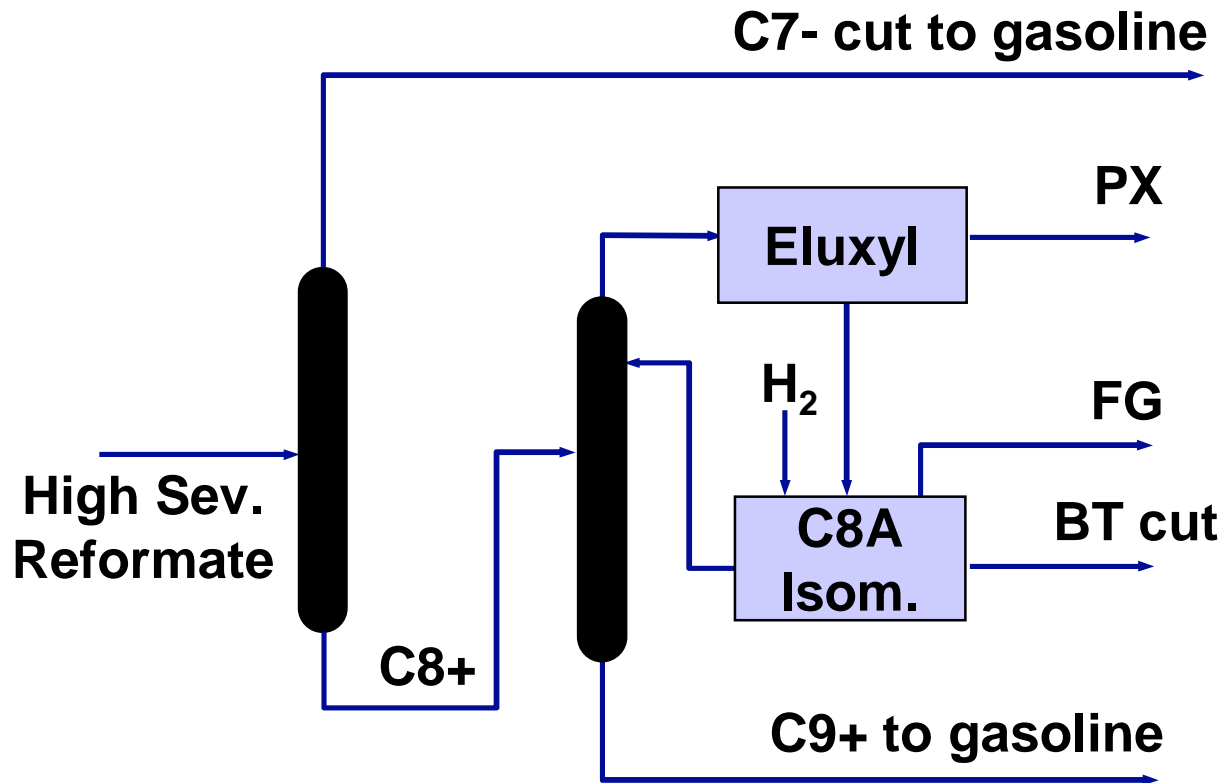 C7- cut to gasoline
PX
Eluxyl
H2
FG
High Sev.
Reformate
C8A
Isom.
BT cut
C8+
C9+ to gasoline